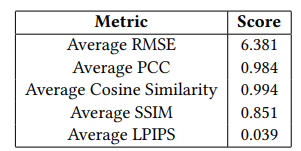 Metric Score
Average RMSE 6.381
Average PCC 0.984
Average Cosine Similarity 0.994
Average SSIM 0.851
Average LPIPS 0.039